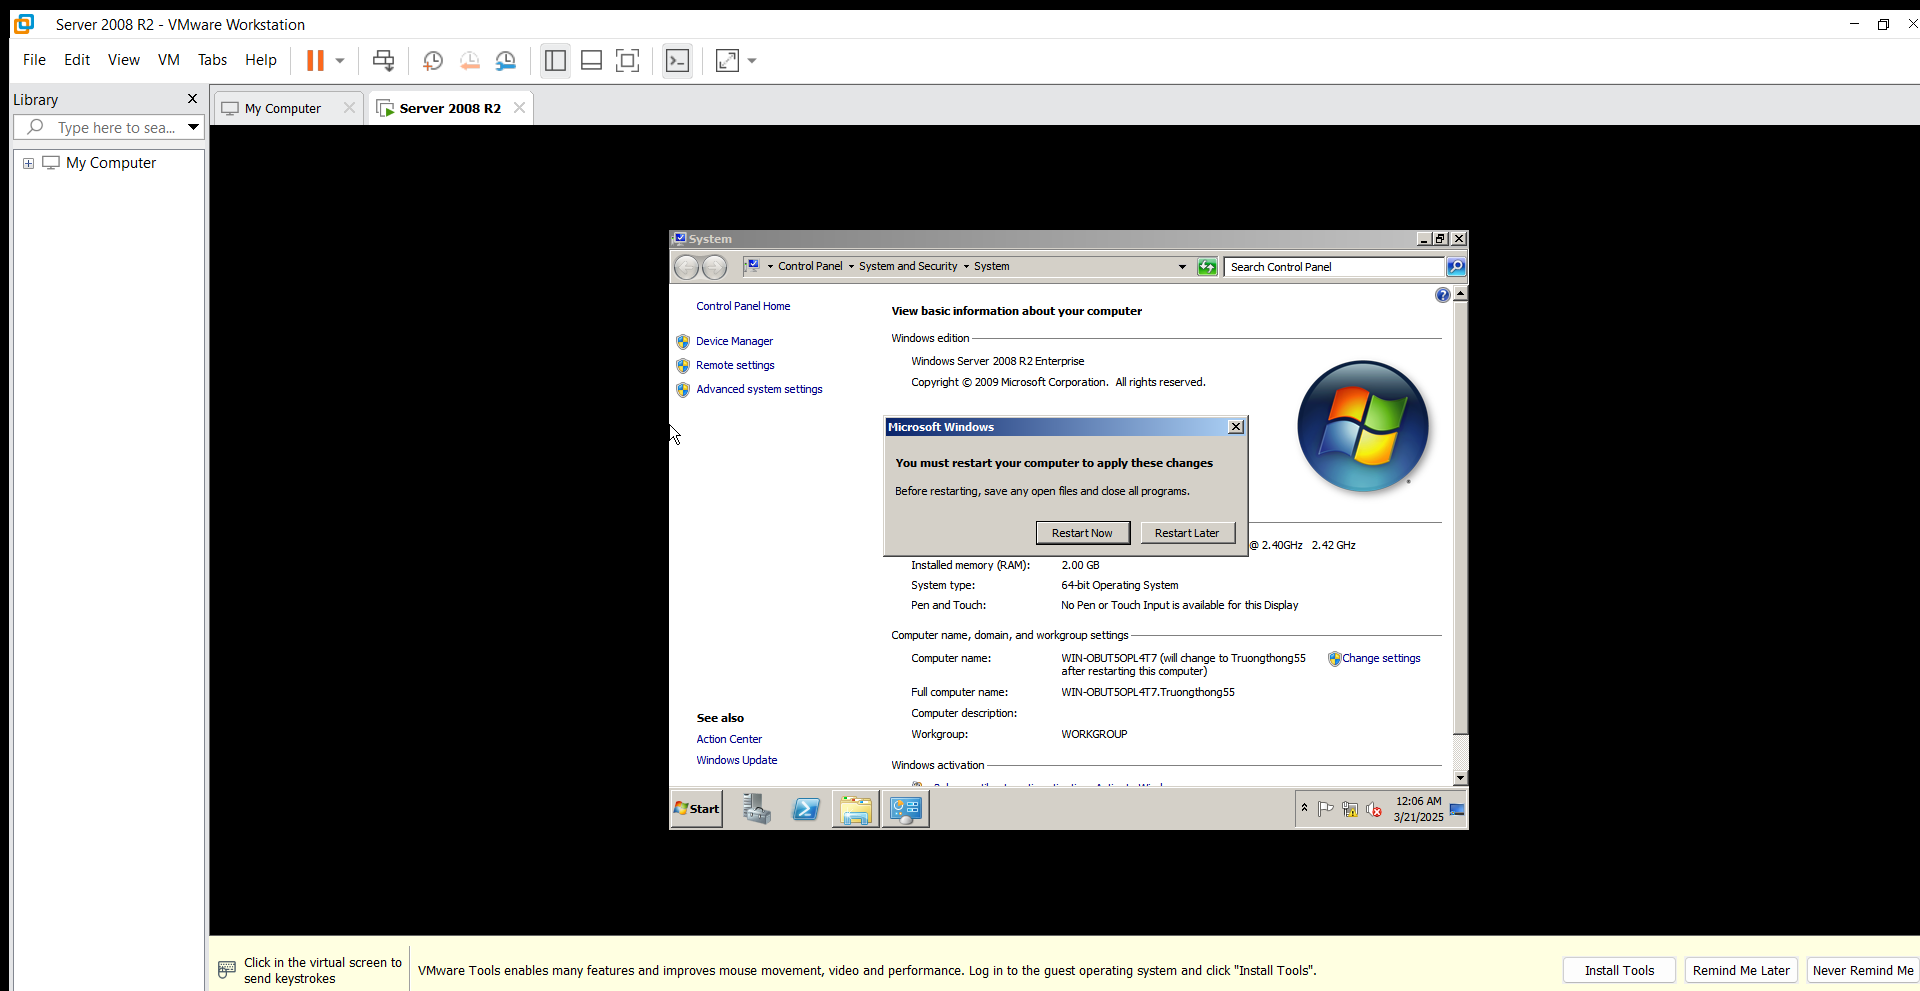 Server 2008 R2 - VMware Workstation
File Edit View VM Tabs Help
Library
Type here to sea...
My Computer
My Computer
Server 2008 R2
System
Control Panel System and Security System
Search Control Panel
Control Panel Home
Device Manager
Remote settings
Advanced system settings
See also
Action Center
Windows Update
View basic information about your computer
Windows edition
Windows Server 2008 R2 Enterprise
Copyright © 2009 Microsoft Corporation. All rights reserved.
Microsoft Windows
You must restart your computer to apply these changes
Before restarting, save any open files and close all programs.
Restart Now Restart Later
@ 2.40GHz 2.42 GHz
Installed memory (RAM): 2.00 GB
System type: 64-bit Operating System
Pen and Touch: No Pen or Touch Input is available for this Display
Computer name, domain, and workgroup settings
Computer name: WIN-OBUT5OPL4T7 (will change to Truongthong55 after restarting this computer)
Change settings
Full computer name: WIN-OBUT5OPL4T7.Truongthong55
Computer description:
Workgroup: WORKGROUP
Windows activation
Start
12:06 AM
3/21/2025
Click in the virtual screen to
send keystrokes
VMware Tools enables many features and improves mouse movement, video and performance. Log in to the guest operating system and click "Install Tools".
Install Tools Remind Me Later Never Remind Me